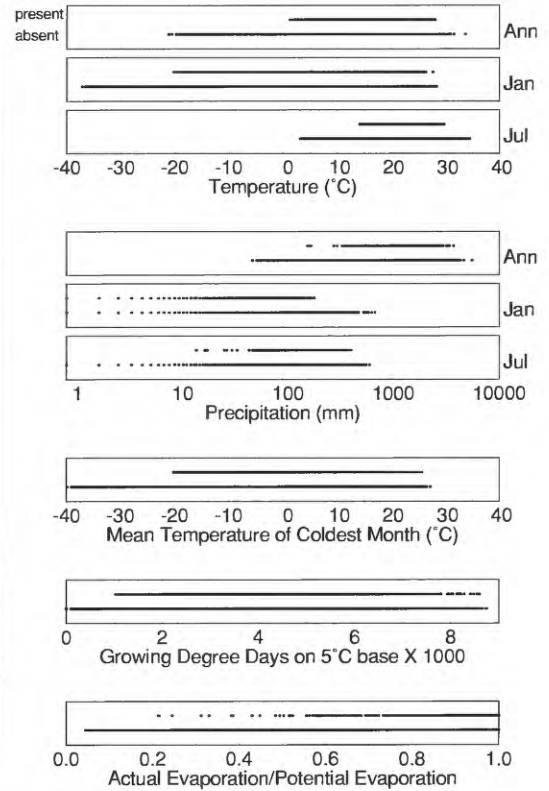 present
absent
Ann
Jan
Jul
-40 -30 -20 -10 0 10 20 30 40
Temperature (˚C)
Ann
Jan
Jul
1 10 100 1000 10000
Precipitation (mm)
-40 -30 -20 -10 0 10 20 30 40
Mean Temperature of Coldest Month (˚C)
0 2 4 6 8
Growing Degree Days on 5˚C base X 1000
0.0 0.2 0.4 0.6 0.8 1.0
Actual Evaporation/Potential Evaporation